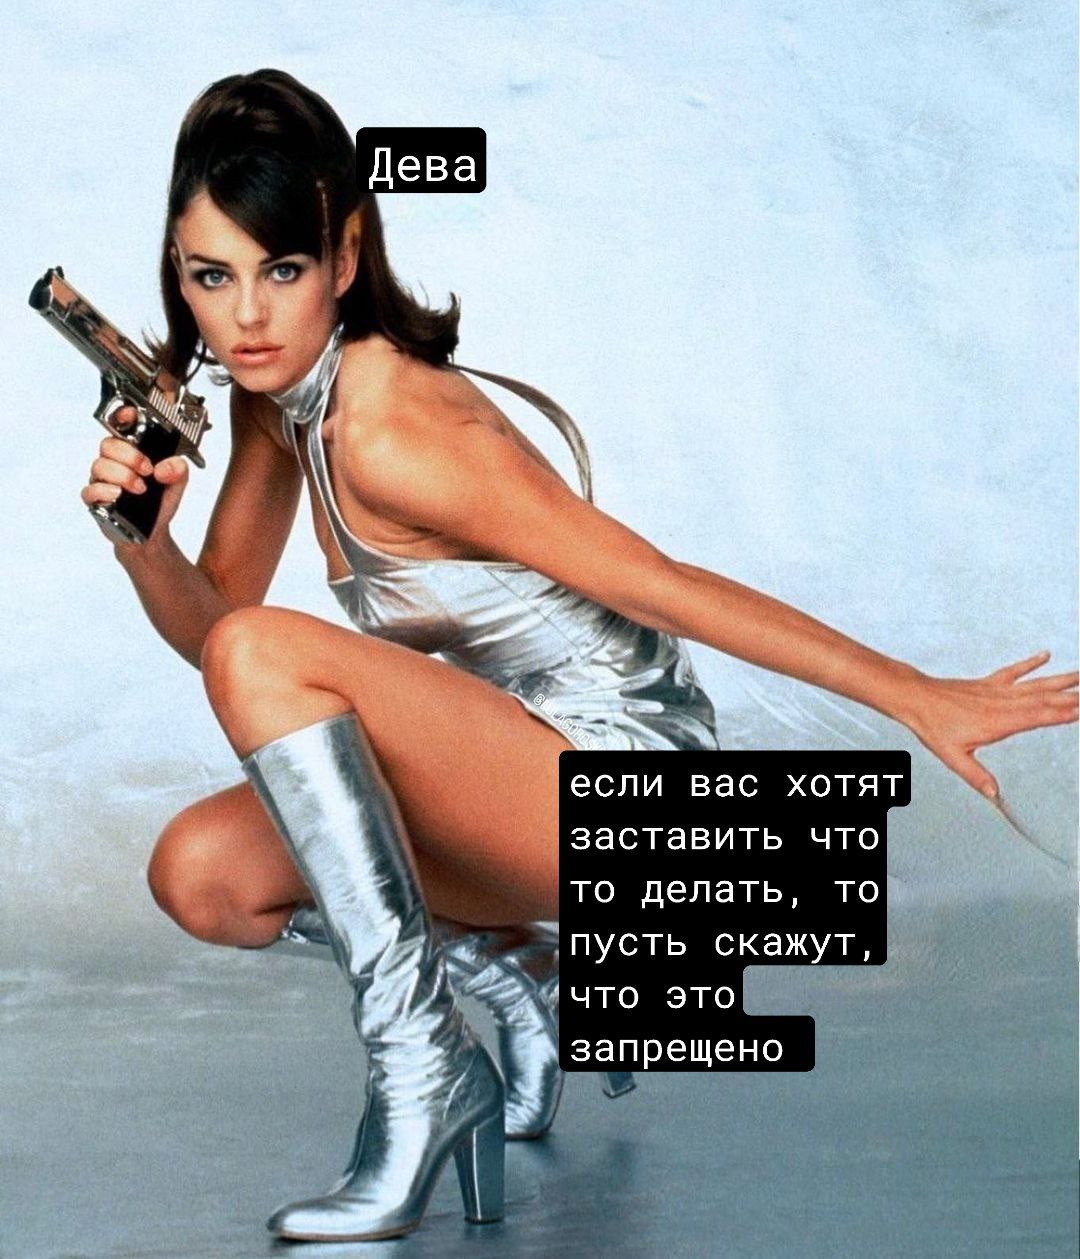 Дева
если вас хотят
заставить что
то делать, то
пусть скажут,
что это
запрещено